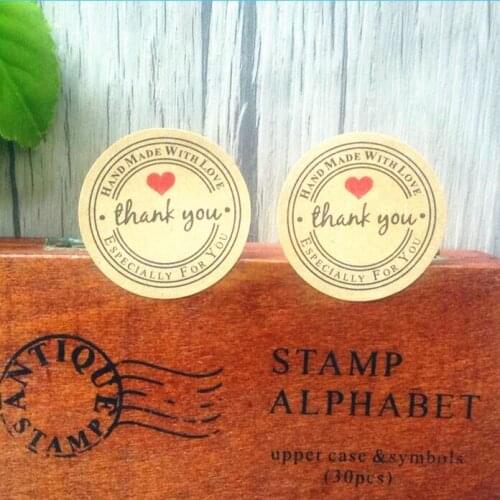 HAND MADE WITH LOVE
thank you
ESPECIALLY FOR YOU
HAND MADE WITH LOVE
thank you
ESPECIALLY FOR YOU
ANTIQUE
STAMP
STAMP
ALPHABET
upper case &symbols
(30pcs)